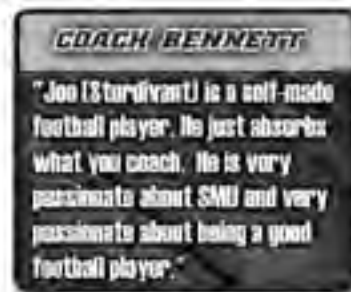 COACH BENNETT
"Joe (Sturdivant) is a self-made
football player. He just absorbs
what you coach. He is very
passionate about SMU and very
passionate about being a good
football player."